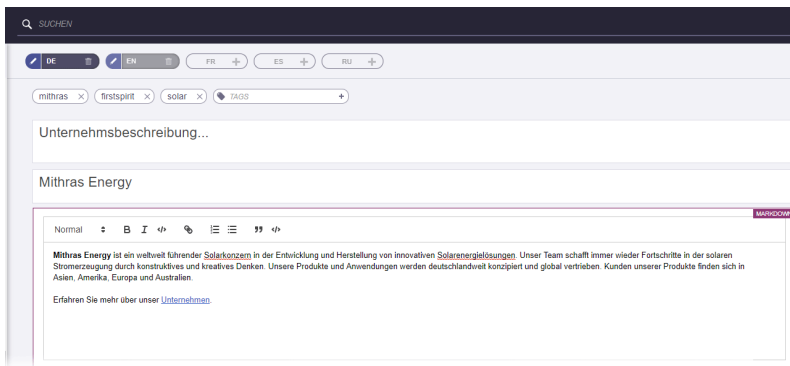 SUCHEN
DE EN FR + ES + RU +
mithras × firstspirit × solar × TAGS +
Unternehmsbeschreibung...
Mithras Energy
MARKDOWN
Normal B I </> " </>
Mithras Energy ist ein weltweit führender Solarkonzern in der Entwicklung und Herstellung von innovativen Solarenergielösungen. Unser Team schafft immer wieder Fortschritte in der solaren
Stromerzeugung durch konstruktives und kreatives Denken. Unsere Produkte und Anwendungen werden deutschlandweit konzipiert und global vertrieben. Kunden unserer Produkte finden sich in
Asien, Amerika, Europa und Australien.
Erfahren Sie mehr über unser Unternehmen.